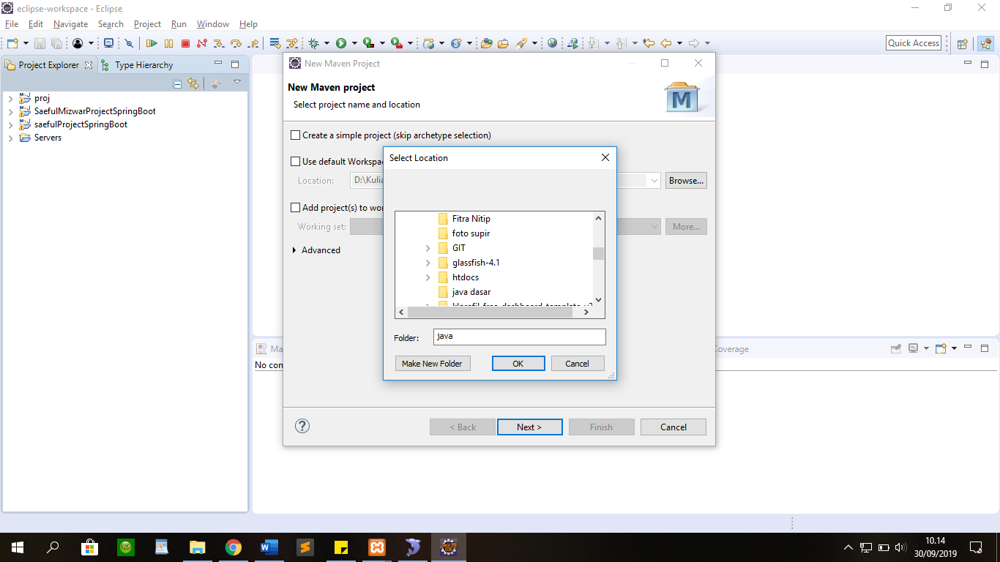 eclipse-workspace - Eclipse
File Edit Navigate Search Project Run Window Help
Quick Access
Project Explorer Type Hierarchy
proj
SaefulMizwarProjectSpringBoot
saefulProjectSpringBoot
Servers
New Maven Project
New Maven project
Select project name and location
M
Create a simple project (skip archetype selection)
Use default Workspa
Location: D:\Kulia Browse...
Add project(s) to wor
Working set: More...
Advanced
Select Location
Fitra Nitip
foto supir
GIT
glassfish-4.1
htdocs
java dasar
Folder: java
Make New Folder OK Cancel
< Back Next > Finish Cancel
Ma
overage
No con
10.14
30/09/2019